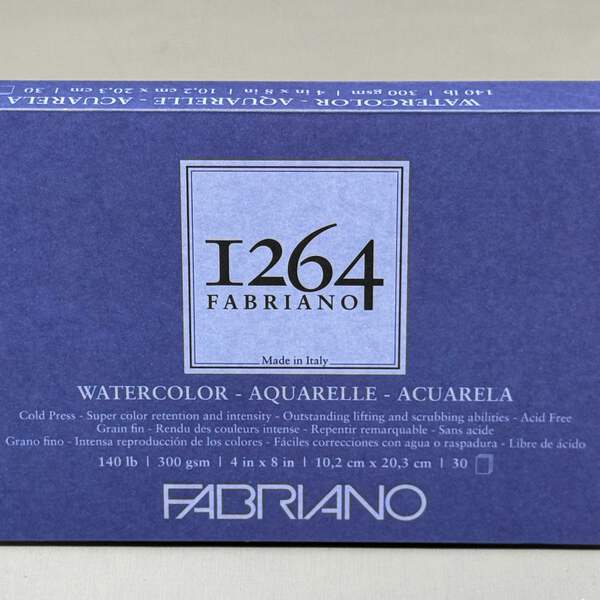 140 lb | 300 gsm | 4 in x 8 in | 10,2 cm x 20,3 cm | 30
WATERCOLOR - AQUARELLE - ACUARELA
1264
FABRIANO
Made in Italy
WATERCOLOR - AQUARELLE - ACUARELA
Cold Press - Super color retention and intensity - Outstanding lifting and scrubbing abilities - Acid Free
Grain fin - Rendu des couleurs intense - Repentir remarquable - Sans acide
Grano fino - Intensa reproducción de los colores - Fáciles correcciones con agua o raspadura - Libre de ácido
140 lb | 300 gsm | 4 in x 8 in | 10,2 cm x 20,3 cm | 30
FABRIANO